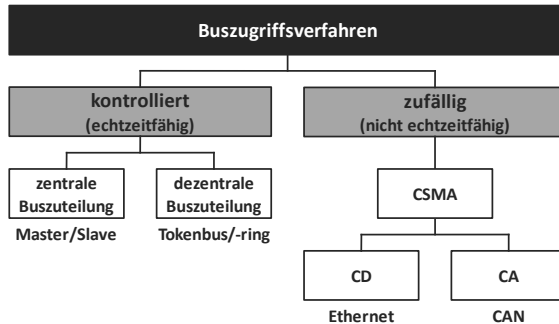 Buszugriffsverfahren
kontrolliert
(echtzeitfähig)
zufällig
(nicht echtzeitfähig)
zentrale
Buszuteilung
dezentrale
Buszuteilung
CSMA
Master/Slave
Tokenbus/-ring
CD
CA
Ethernet
CAN